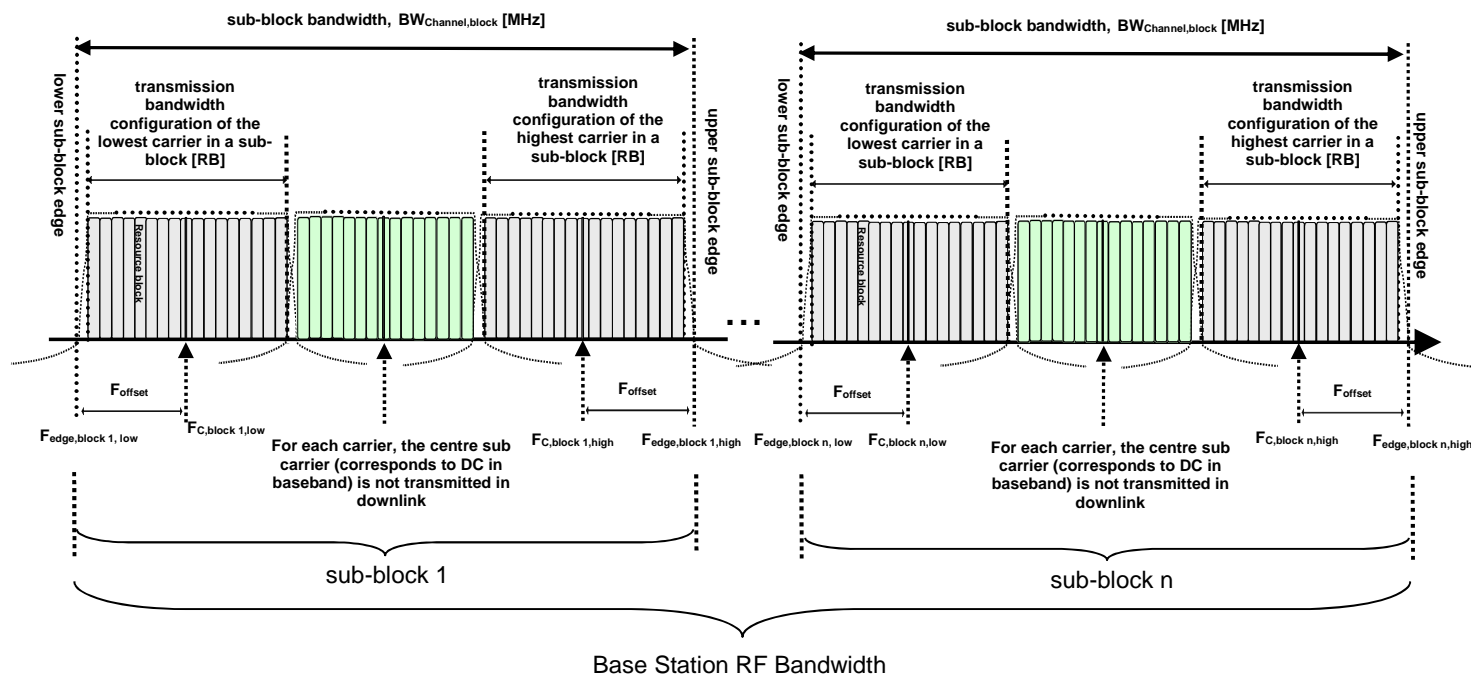 sub-block bandwidth, BWChannel,block [MHz]
lower sub-block edge
transmission
bandwidth
configuration of the
lowest carrier in a sub-
block [RB]
transmission
bandwidth
configuration of the
highest carrier in a
sub-block [RB]
upper sub-block edge
Resource block
Foffset
Foffset
Fedge,block 1, low
FC,block 1,low
For each carrier, the centre sub
carrier (corresponds to DC in
baseband) is not transmitted in
downlink
FC,block 1,high
Fedge,block 1,high
sub-block 1
...
sub-block bandwidth, BWChannel,block [MHz]
lower sub-block edge
transmission
bandwidth
configuration of the
lowest carrier in a
sub-block [RB]
transmission
bandwidth
configuration of the
highest carrier in a
sub-block [RB]
upper sub-block edge
Resource block
Foffset
Foffset
Fedge,block n, low
FC,block n,low
For each carrier, the centre sub
carrier (corresponds to DC in
baseband) is not transmitted in
downlink
FC,block n,high
Fedge,block n,high
sub-block n
Base Station RF Bandwidth